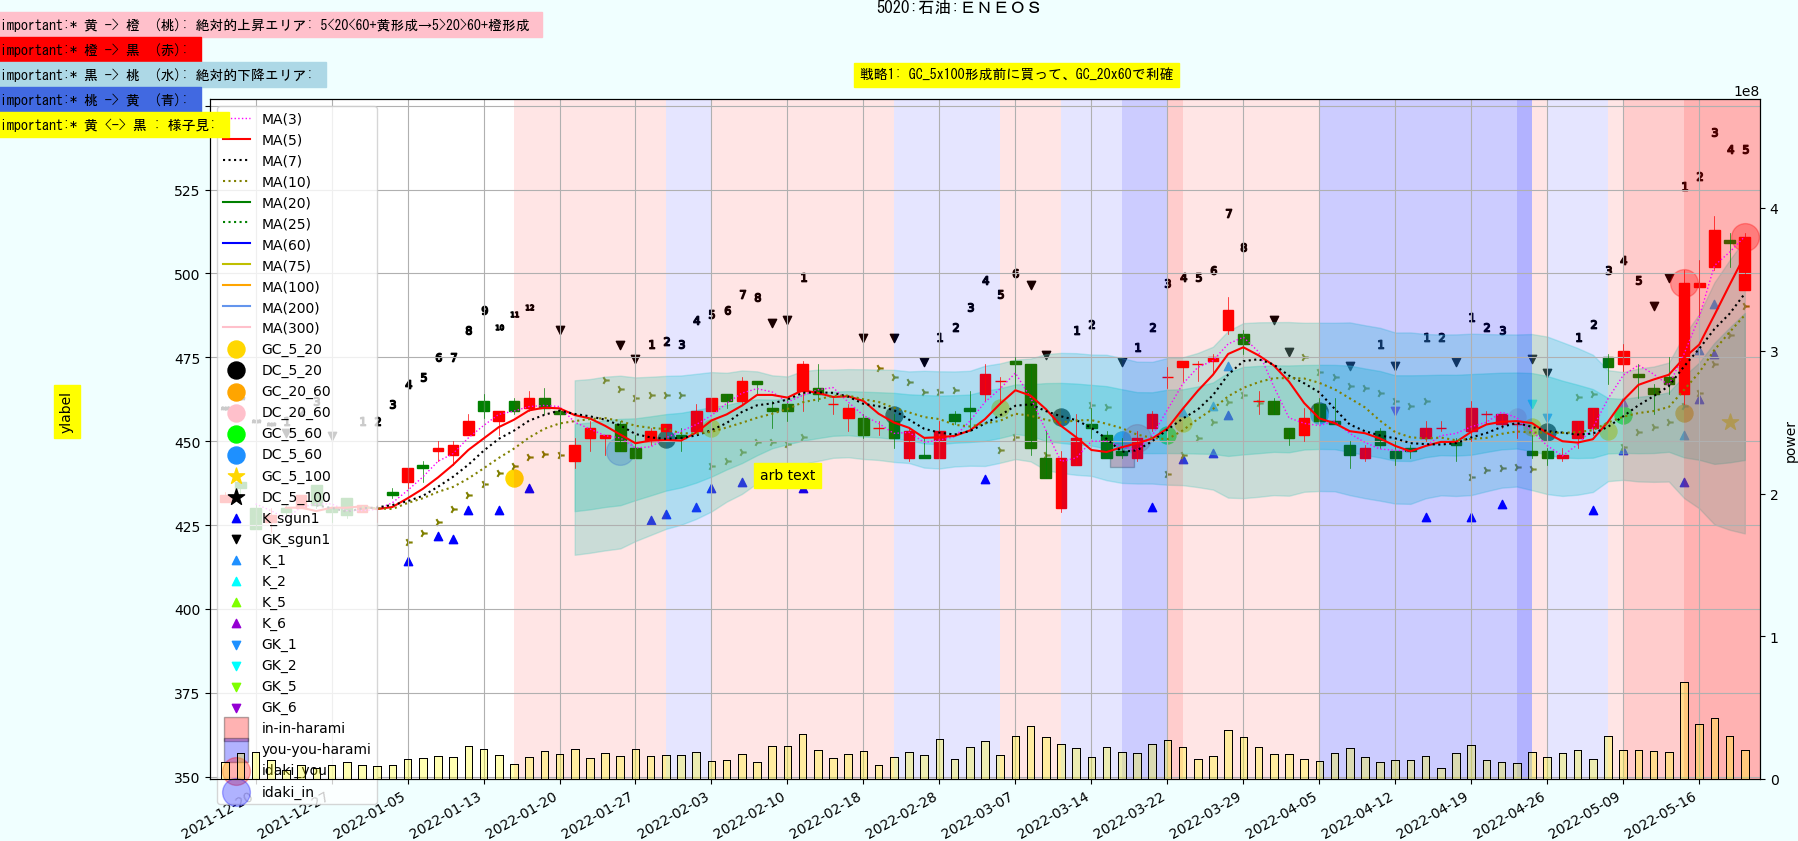 5020:石油:ＥＮＥＯＳ
important:* 黄 -> 橙 （桃）: 絶対的上昇エリア: 5<20<60+黄形成→5>20>60+橙形成
important:* 橙 -> 黒 （赤）:
important:* 黒 -> 桃 （水）: 絶対的下降エリア:
important:* 桃 -> 黄 （青）:
important:* 黄 <-> 黒 : 様子見:
戦略1: GC_5x100形成前に買って、GC_20x60で利確
1e8
MA(3)
MA(5)
MA(7)
MA(10)
MA(20)
MA(25)
MA(60)
MA(75)
MA(100)
MA(200)
MA(300)
GC_5_20
DC_5_20
GC_20_60
DC_20_60
GC_5_60
DC_5_60
GC_5_100
DC_5_100
K_sgun1
GK_sgun1
K_1
K_2
K_5
K_6
GK_1
GK_2
GK_5
GK_6
in-in-harami
you-you-harami
idaki_you
idaki_in
525
500
475
450
425
400
375
350
ylabel
arb text
4
3
2
1
0
power
2021-12-20
2021-12-27
2022-01-05
2022-01-13
2022-01-20
2022-01-27
2022-02-03
2022-02-10
2022-02-18
2022-02-28
2022-03-07
2022-03-14
2022-03-22
2022-03-29
2022-04-05
2022-04-12
2022-04-19
2022-04-26
2022-05-09
2022-05-16